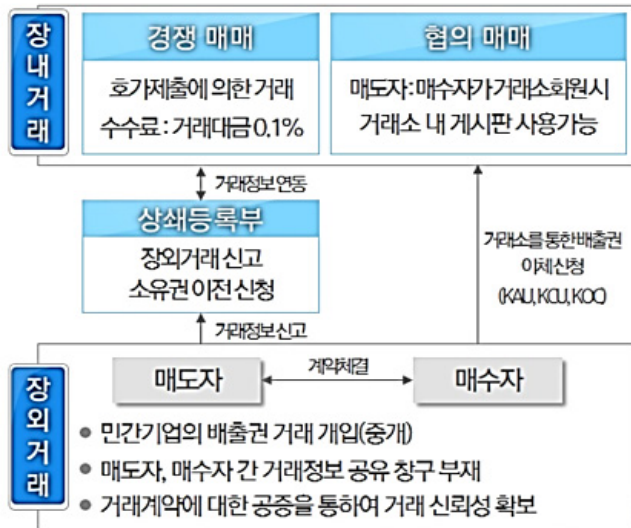 장내거래
경쟁 매매
호가제출에 의한 거래
수수료 : 거래대금 0.1%
협의 매매
매도자 : 매수자가 거래소회원시
거래소 내 게시판 사용가능
거래정보 연동
상쇄등록부
장외거래 신고
소유권 이전 신청
거래소를 통한 배출권
이체 신청
(KAU, KCU, KOC)
거래정보신고
장외거래
매도자
계약체결
매수자
● 민간기업의 배출권 거래 개입(중개)
● 매도자, 매수자 간 거래정보 공유 창구 부재
● 거래계약에 대한 공증을 통하여 거래 신뢰성 확보